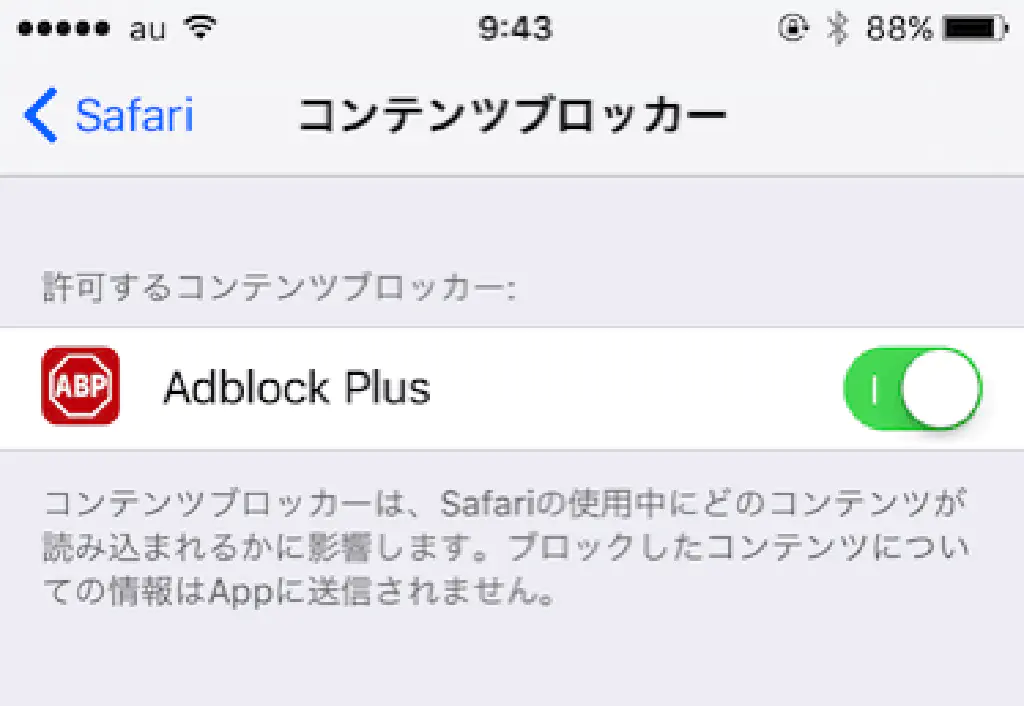 au 9:43 88%
Safari コンテンツブロッカー
許可するコンテンツブロッカー:
ABP Adblock Plus
コンテンツブロッカーは、Safariの使用中にどのコンテンツが
読み込まれるかに影響します。ブロックしたコンテンツについ
ての情報はAppに送信されません。